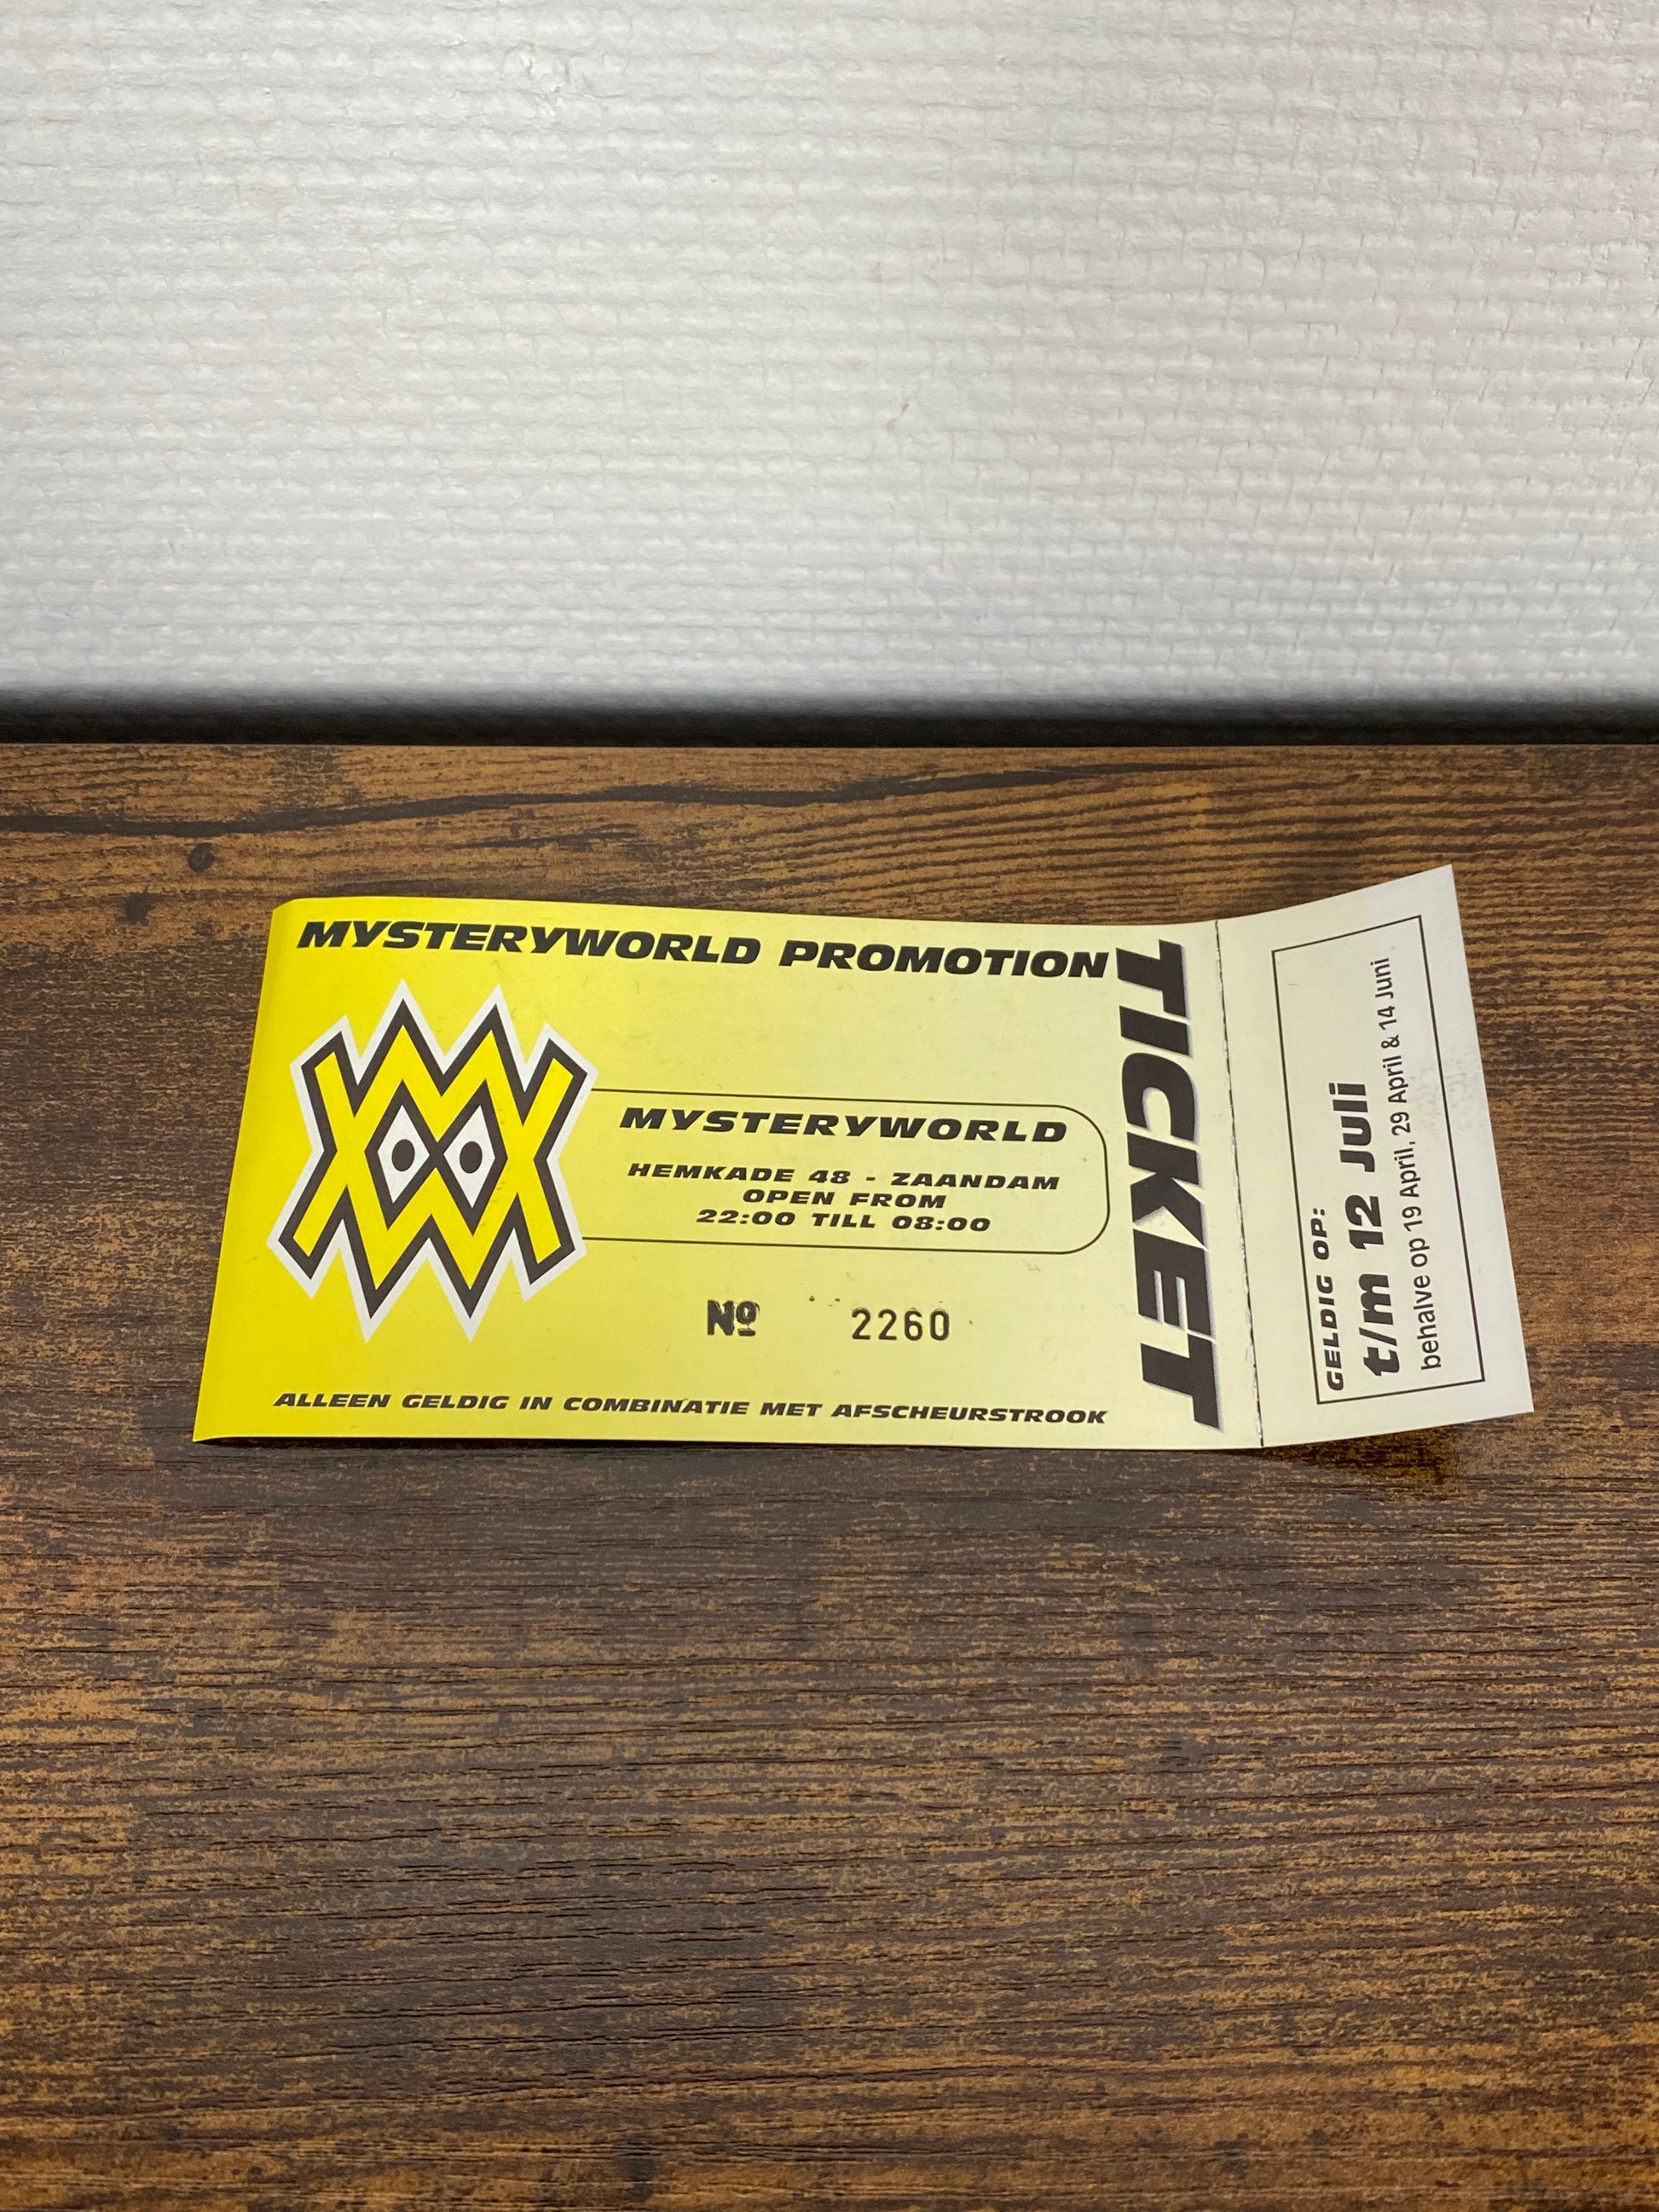 MYSTERYWORLD PROMOTION
MYSTERYWORLD
HEMKADE 48 - ZAANDAM
OPEN FROM
22:00 TILL 08:00
Nº 2260
ALLEEN GELDIG IN COMBINATIE MET AFSCHEURSTROOK
TICKET
GELDIG OP:
t/m 12 Juli
behalve op 19 April, 29 April & 14 Juni